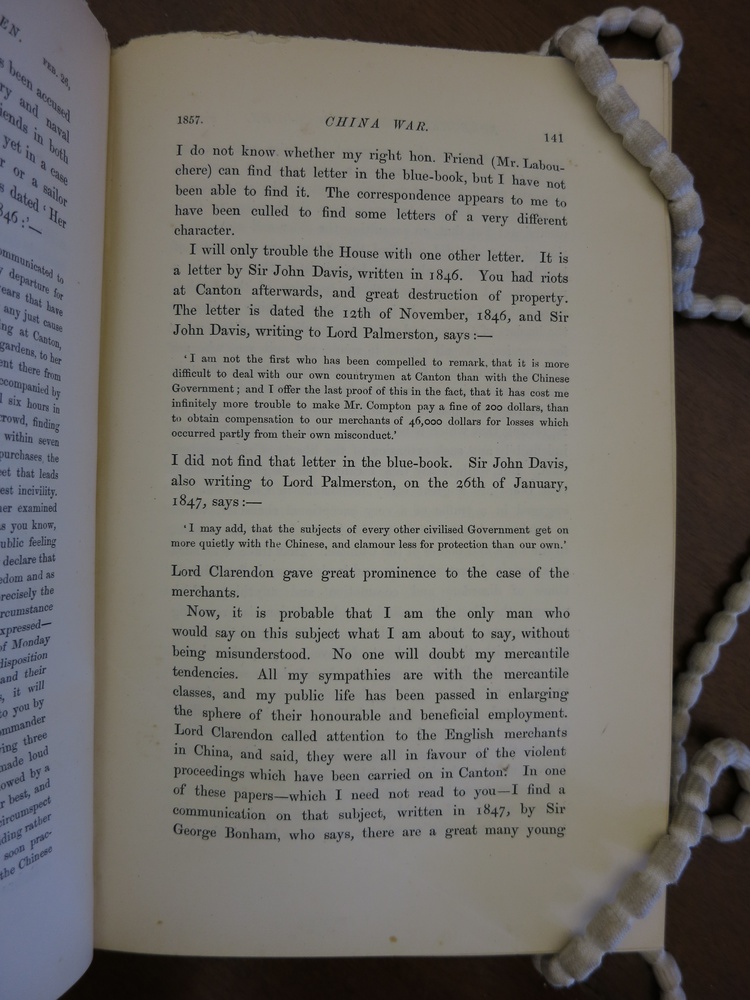 EN.
FEB. 26,
s been accused
ry and naval
iends in both
yet in a case
r or a sailor
s dated 'Her
846:'—
ommunicated to
y departure for
ears that have
any just cause
ng at Canton,
gardens, to her
ent there from
ccompanied by
l six hours in
crowd, finding
within seven
purchases, the
eet that leads
est incivility.
er examined
s you know,
ublic feeling
declare that
edom and as
recisely the
rcumstance
xpressed—
of Monday
disposition
and their
s, it will
to you by
ommander
ing three
made loud
owed by a
r best, and
circumspect
ding rather
soon prac-
the Chinese
1857.
CHINA WAR.
141
I do not know whether my right hon. Friend (Mr. Labou-
chere) can find that letter in the blue-book, but I have not
been able to find it. The correspondence appears to me to
have been culled to find some letters of a very different
character.
I will only trouble the House with one other letter. It is
a letter by Sir John Davis, written in 1846. You had riots
at Canton afterwards, and great destruction of property.
The letter is dated the 12th of November, 1846, and Sir
John Davis, writing to Lord Palmerston, says:—
'I am not the first who has been compelled to remark, that it is more
difficult to deal with our own countrymen at Canton than with the Chinese
Government; and I offer the last proof of this in the fact, that it has cost me
infinitely more trouble to make Mr. Compton pay a fine of 200 dollars, than
to obtain compensation to our merchants of 46,000 dollars for losses which
occurred partly from their own misconduct.'
I did not find that letter in the blue-book. Sir John Davis,
also writing to Lord Palmerston, on the 26th of January,
1847, says:—
'I may add, that the subjects of every other civilised Government get on
more quietly with the Chinese, and clamour less for protection than our own.'
Lord Clarendon gave great prominence to the case of the
merchants.
Now, it is probable that I am the only man who
would say on this subject what I am about to say, without
being misunderstood. No one will doubt my mercantile
tendencies. All my sympathies are with the mercantile
classes, and my public life has been passed in enlarging
the sphere of their honourable and beneficial employment.
Lord Clarendon called attention to the English merchants
in China, and said, they were all in favour of the violent
proceedings which have been carried on in Canton. In one
of these papers—which I need not read to you—I find a
communication on that subject, written in 1847, by Sir
George Bonham, who says, there are a great many young